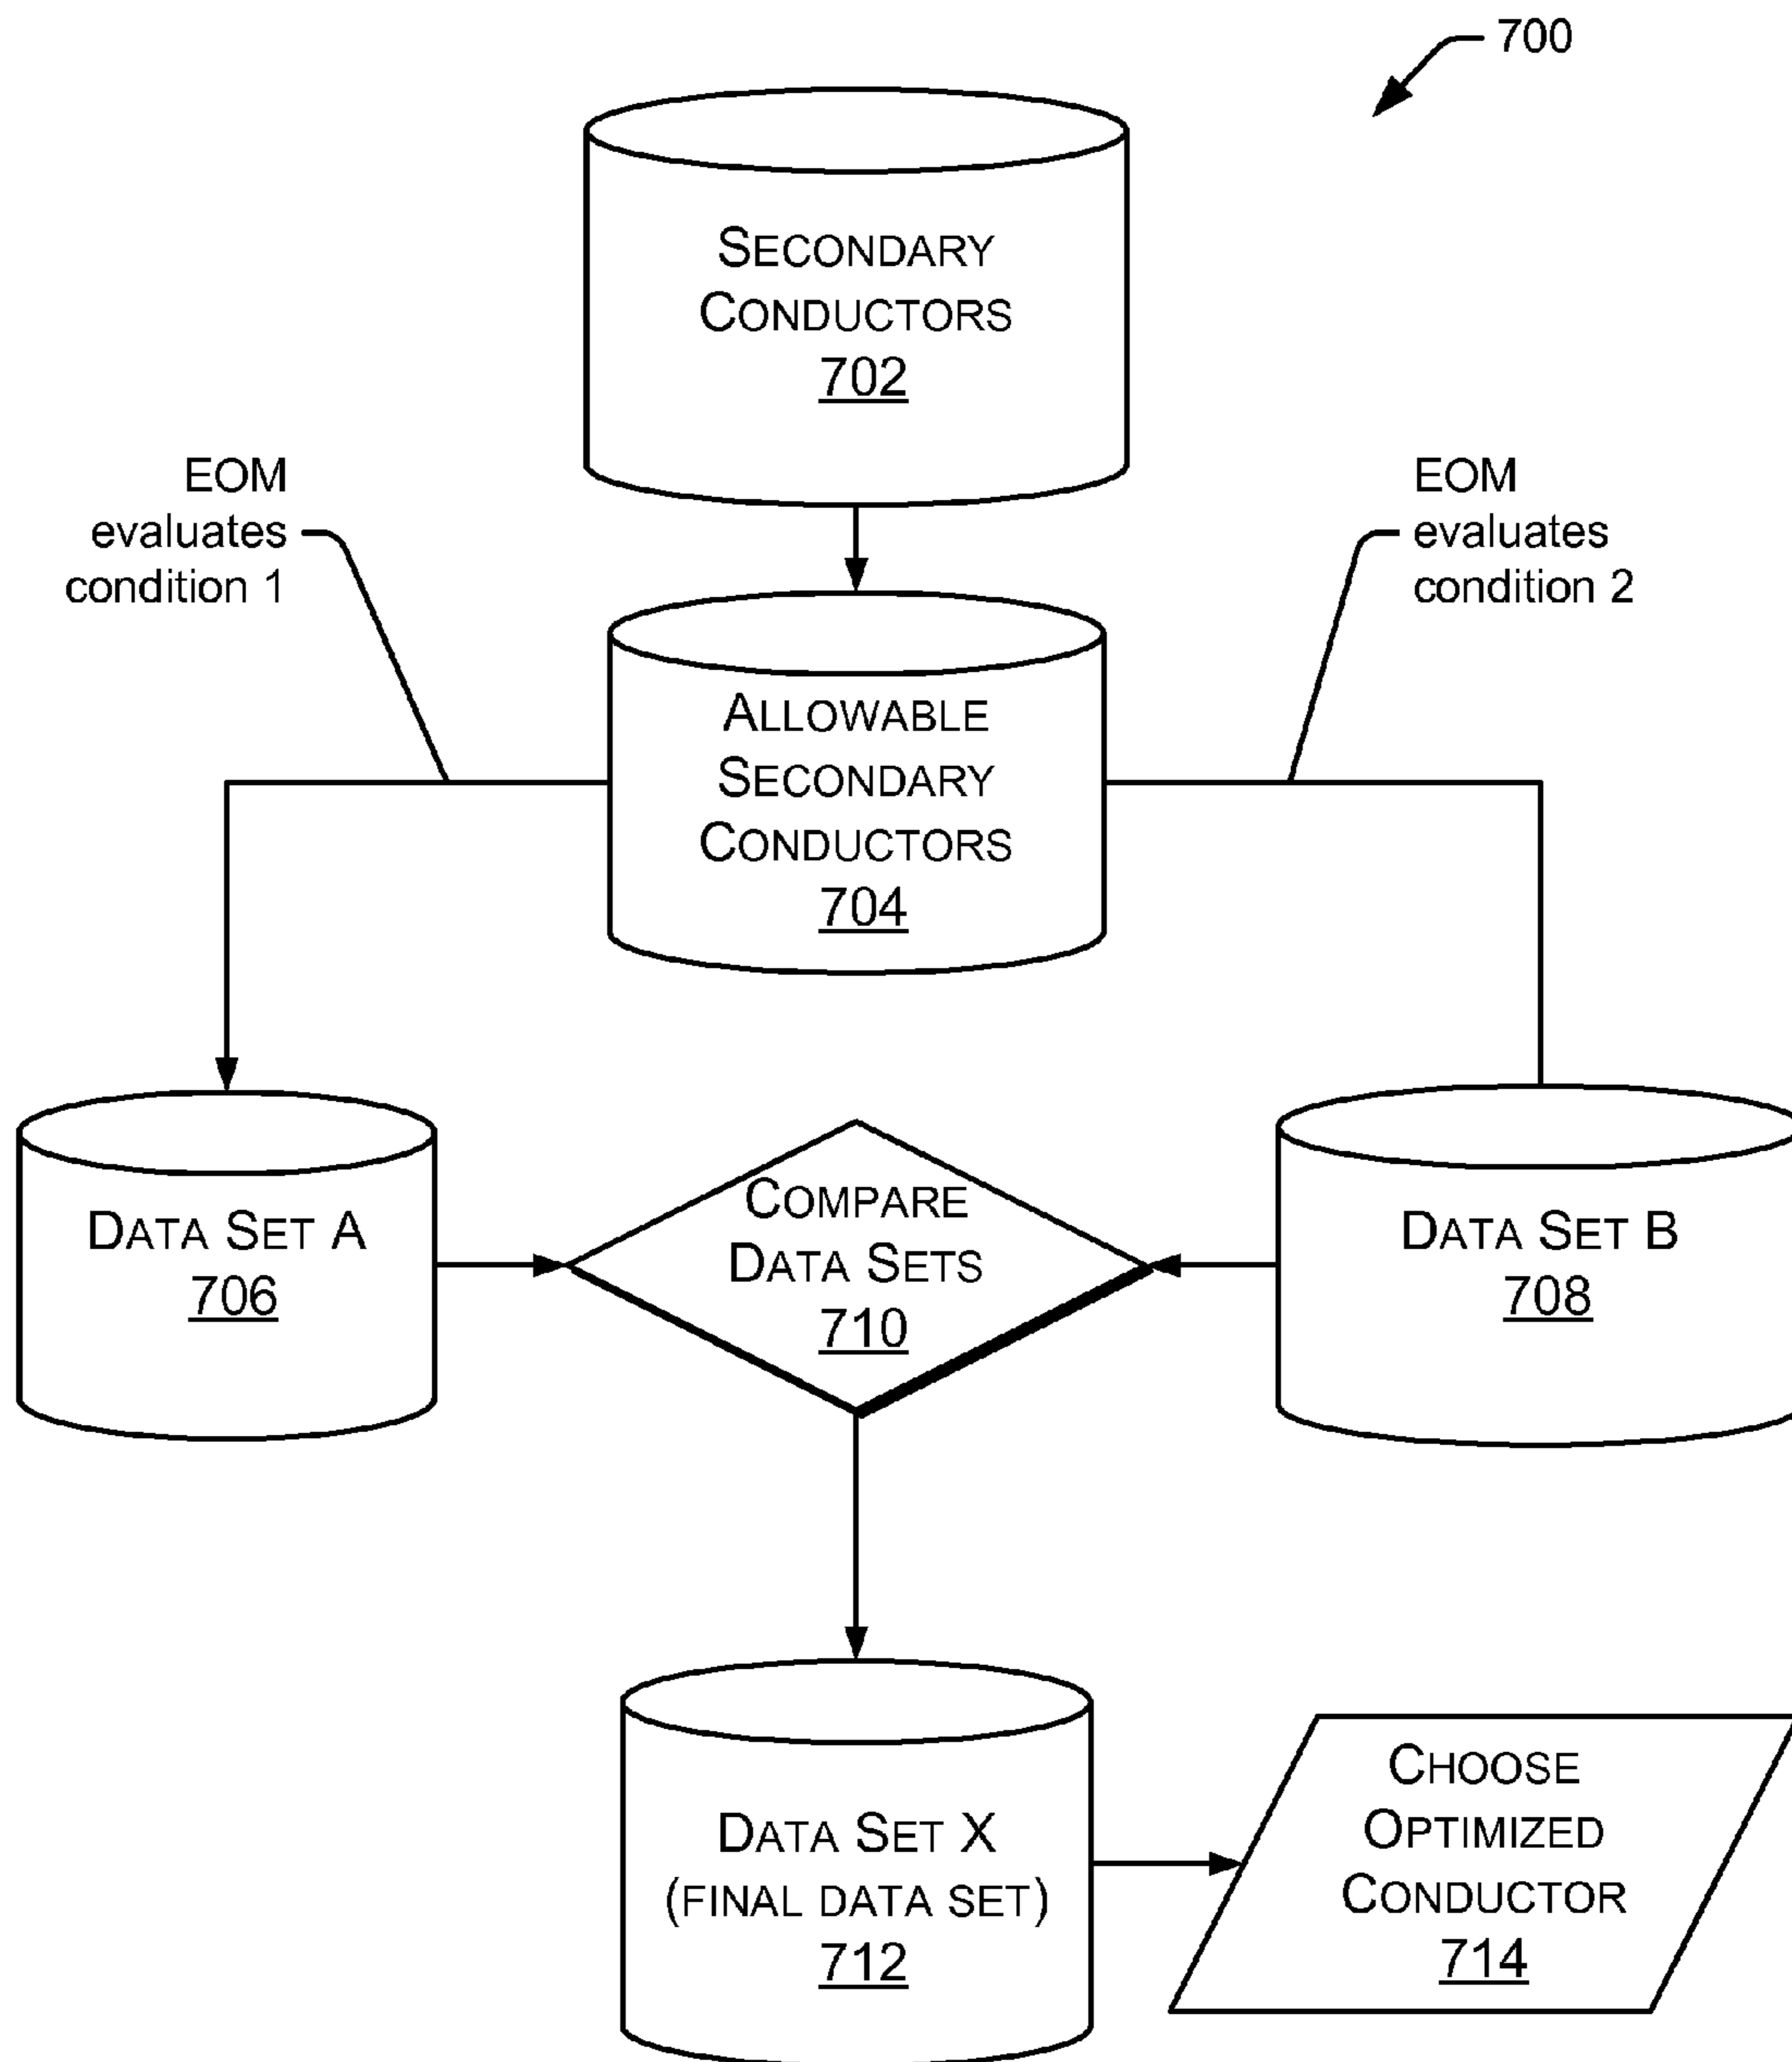 700
SECONDARY
CONDUCTORS
702
EOM
evaluates
condition 1
EOM
evaluates
condition 2
ALLOWABLE
SECONDARY
CONDUCTORS
704
DATA SET A
706
COMPARE
DATA SETS
710
DATA SET B
708
DATA SET X
(FINAL DATA SET)
712
CHOOSE
OPTIMIZED
CONDUCTOR
714